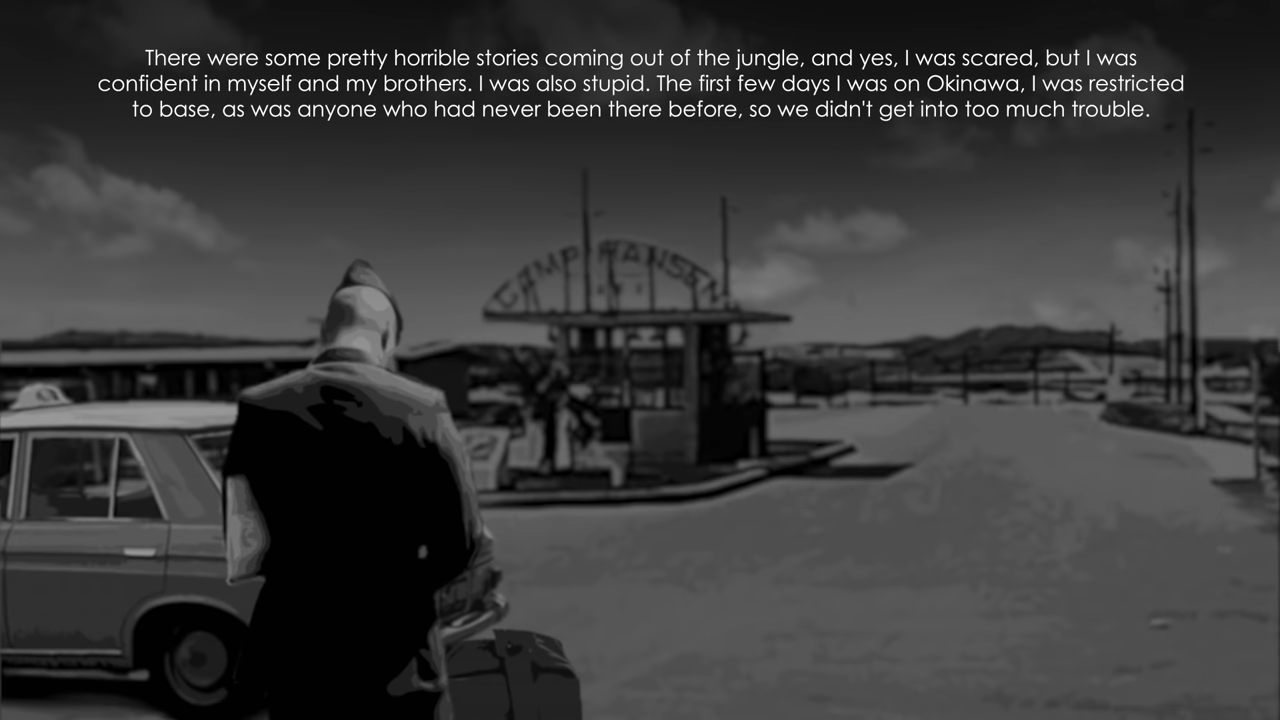 There were some pretty horrible stories coming out of the jungle, and yes, I was scared, but I was
confident in myself and my brothers. I was also stupid. The first few days I was on Okinawa, I was restricted
to base, as was anyone who had never been there before, so we didn't get into too much trouble.
CAMP HANSEN